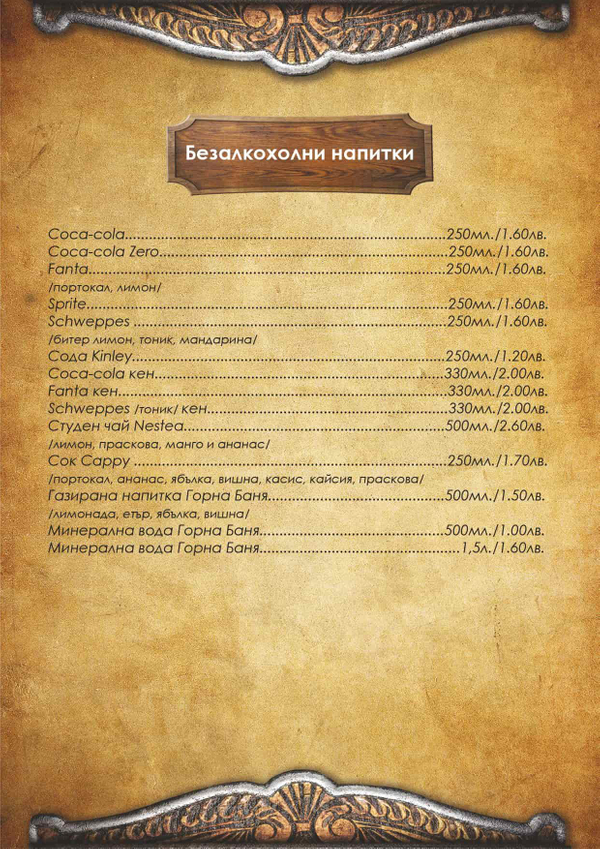 Безалкохолни напитки
Coca-cola..........................................................................250мл./1.60лв.
Coca-cola Zero..................................................................250мл./1.60лв.
Fanta..................................................................................250мл./1.60лв.
/портокал, лимон/
Sprite...................................................................................250мл./1.60лв.
Schweppes ........................................................................250мл./1.60лв.
/битер лимон, тоник, мандарина/
Сода Kinley........................................................................250мл./1.20лв.
Coca-cola кен....................................................................330мл./2.00лв.
Fanta кен...........................................................................330мл./2.00лв.
Schweppes /тоник/ кен.......................................................330мл./2.00лв.
Студен чай Nestea............................................................500мл./2.60лв.
/лимон, праскова, манго и ананас/
Сок Cappy ........................................................................250мл./1.70лв.
/портокал, ананас, ябълка, вишна, касис, кайсия, праскова/
Газирана напитка Горна Баня........................................500мл./1.50лв.
/лимонада, етър, ябълка, вишна/
Минерална вода Горна Баня..........................................500мл./1.00лв.
Минерална вода Горна Баня..............................................1,5л./1.60лв.